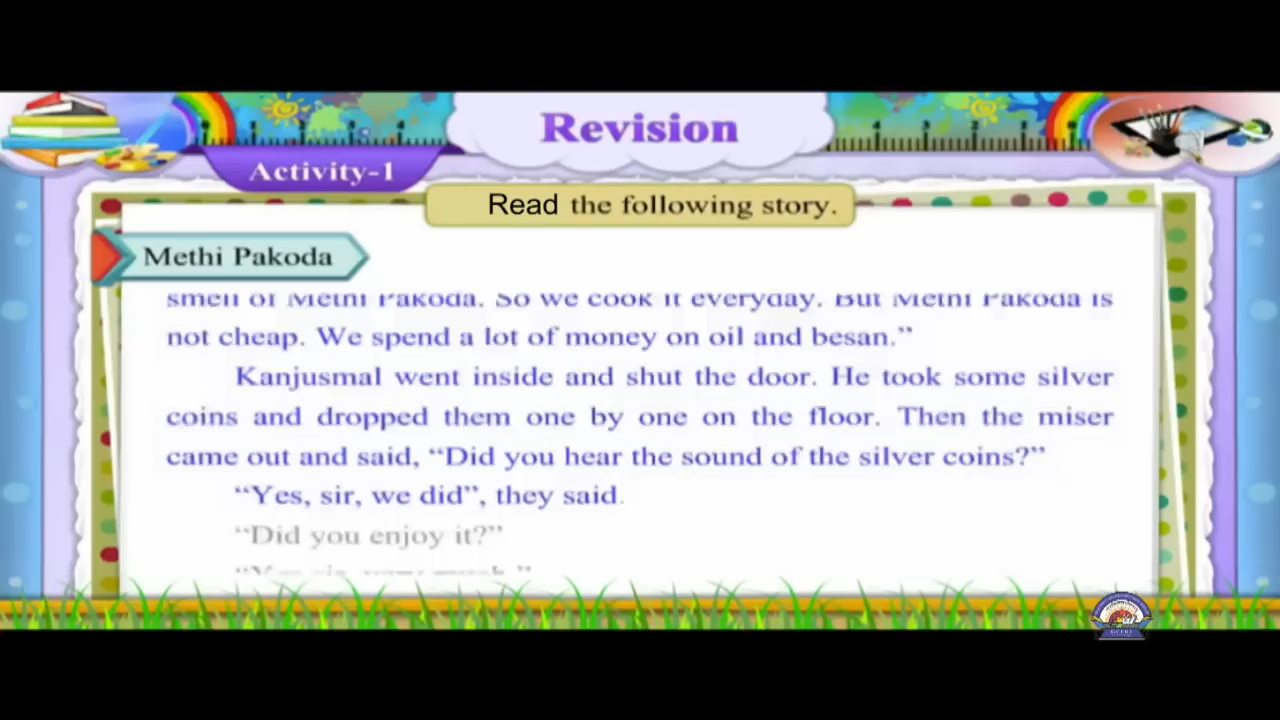 Revision
Activity-1
Read the following story.
Methi Pakoda
smell of Methi Pakoda. So we cook it everyday. But Methi Pakoda is
not cheap. We spend a lot of money on oil and besan.”
Kanjusmal went inside and shut the door. He took some silver
coins and dropped them one by one on the floor. Then the miser
came out and said, “Did you hear the sound of the silver coins?”
“Yes, sir, we did”, they said.
“Did you enjoy it?”